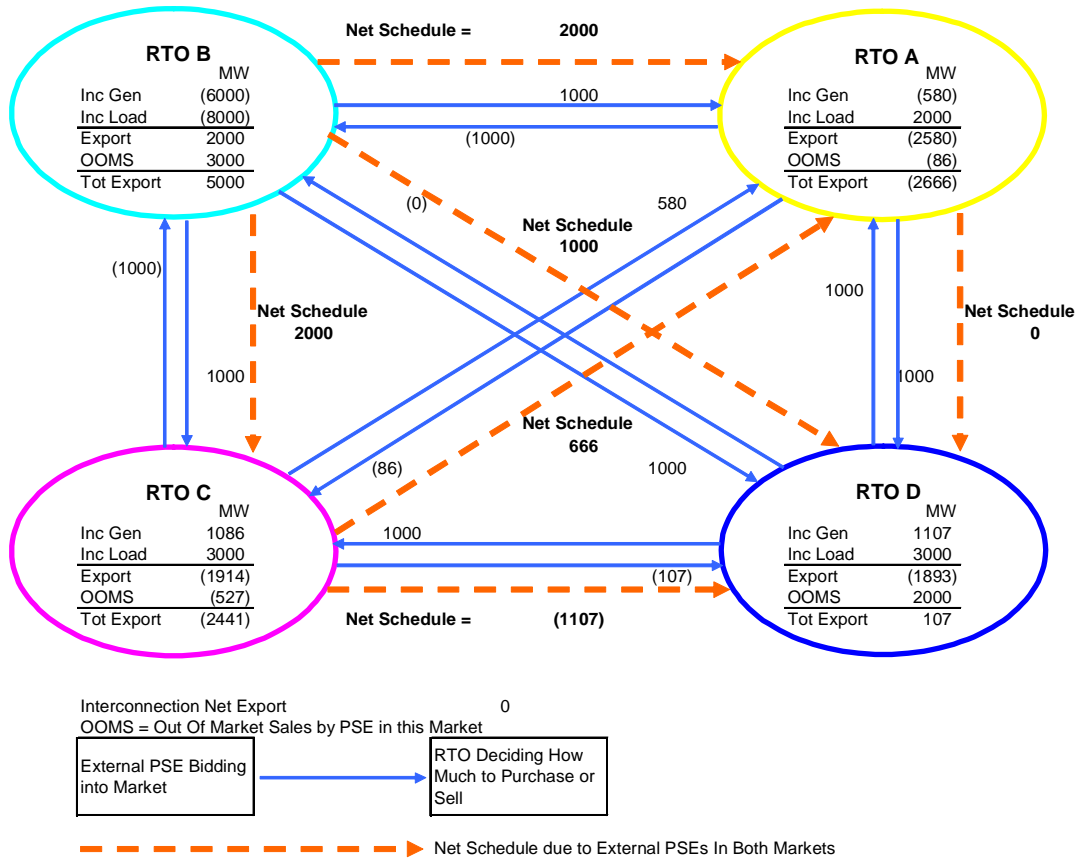 Net Schedule = 2000
RTO B
MW
Inc Gen (6000)
Inc Load (8000)
Export 2000
OOMS 3000
Tot Export 5000
RTO A
MW
Inc Gen (580)
Inc Load 2000
Export (2580)
OOMS (86)
Tot Export (2666)
1000
(1000)
(0)
580
Net Schedule
1000
(1000)
Net Schedule
2000
1000
1000
Net Schedule
0
1000
Net Schedule
666
(86)
1000
RTO C
MW
Inc Gen 1086
Inc Load 3000
Export (1914)
OOMS (527)
Tot Export (2441)
RTO D
MW
Inc Gen 1107
Inc Load 3000
Export (1893)
OOMS 2000
Tot Export 107
1000
(107)
Net Schedule = (1107)
Interconnection Net Export 0
OOMS = Out Of Market Sales by PSE in this Market
External PSE Bidding
into Market
RTO Deciding How
Much to Purchase or
Sell
Net Schedule due to External PSEs In Both Markets